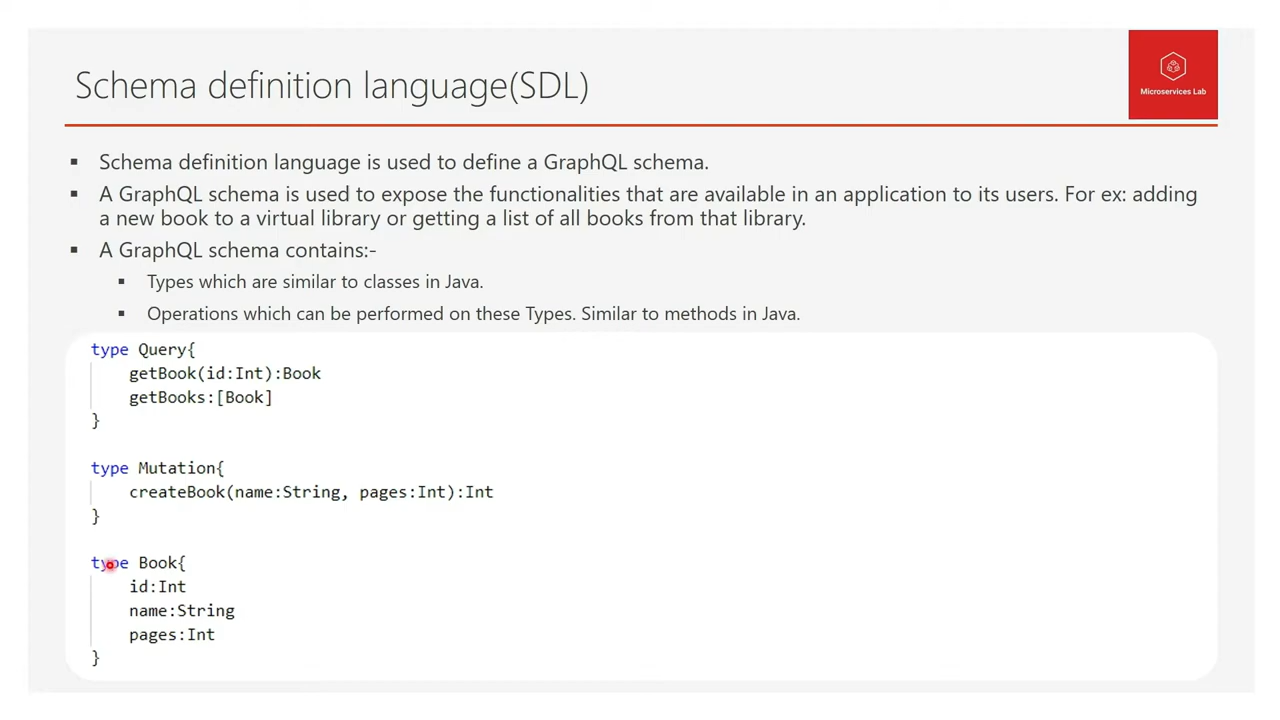 Schema definition language(SDL)
Microservices Lab
▪ Schema definition language is used to define a GraphQL schema.
▪ A GraphQL schema is used to expose the functionalities that are available in an application to its users. For ex: adding
a new book to a virtual library or getting a list of all books from that library.
▪ A GraphQL schema contains:-
▪ Types which are similar to classes in Java.
▪ Operations which can be performed on these Types. Similar to methods in Java.
type Query{
getBook(id:Int):Book
getBooks:[Book]
}
type Mutation{
createBook(name:String, pages:Int):Int
}
type Book{
id:Int
name:String
pages:Int
}